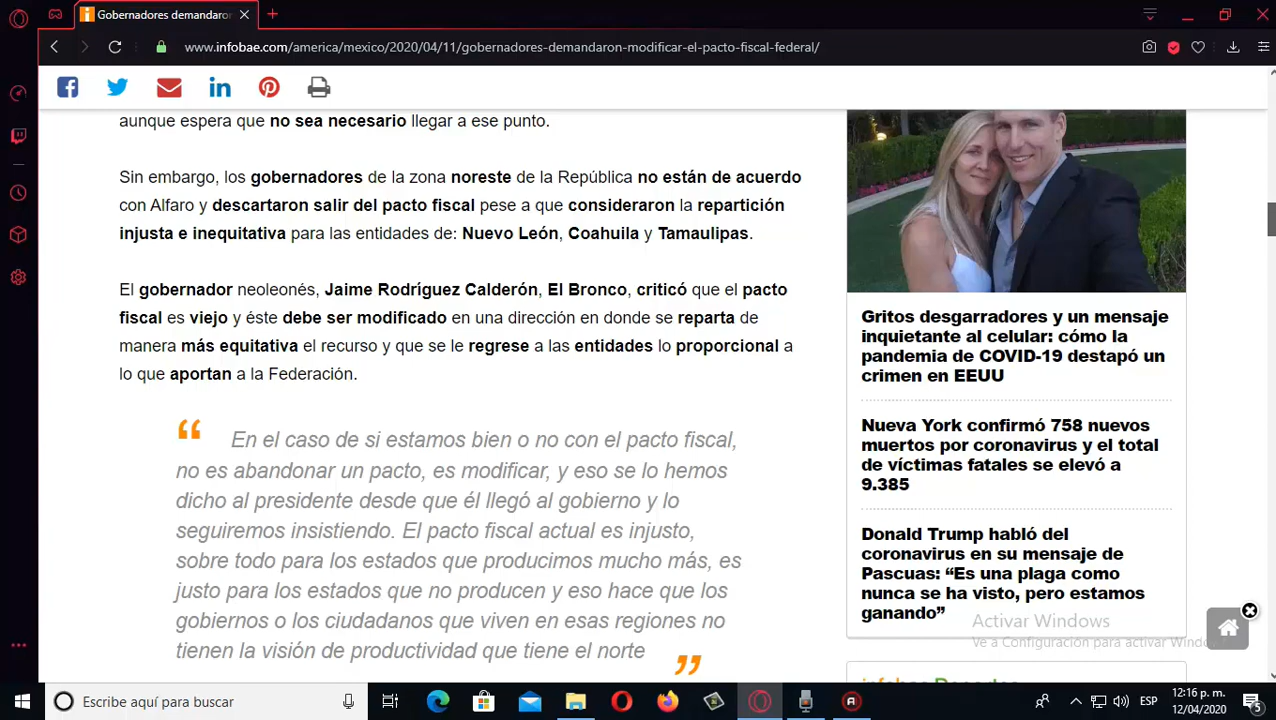 Gobernadores demandaron
www.infobae.com/america/mexico/2020/04/11/gobernadores-demandaron-modificar-el-pacto-fiscal-federal/
aunque espera que no sea necesario llegar a ese punto.
Sin embargo, los gobernadores de la zona noreste de la República no están de acuerdo
con Alfaro y descartaron salir del pacto fiscal pese a que consideraron la repartición
injusta e inequitativa para las entidades de: Nuevo León, Coahuila y Tamaulipas.
El gobernador neoleonés, Jaime Rodríguez Calderón, El Bronco, criticó que el pacto
fiscal es viejo y éste debe ser modificado en una dirección en donde se reparta de
manera más equitativa el recurso y que se le regrese a las entidades lo proporcional a
lo que aportan a la Federación.
“ En el caso de si estamos bien o no con el pacto fiscal,
no es abandonar un pacto, es modificar, y eso se lo hemos
dicho al presidente desde que él llegó al gobierno y lo
seguiremos insistiendo. El pacto fiscal actual es injusto,
sobre todo para los estados que producimos mucho más, es
justo para los estados que no producen y eso hace que los
gobiernos o los ciudadanos que viven en esas regiones no
tienen la visión de productividad que tiene el norte ”
Gritos desgarradores y un mensaje
inquietante al celular: cómo la
pandemia de COVID-19 destapó un
crimen en EEUU
Nueva York confirmó 758 nuevos
muertos por coronavirus y el total
de víctimas fatales se elevó a
9.385
Donald Trump habló del
coronavirus en su mensaje de
Pascuas: “Es una plaga como
nunca se ha visto, pero estamos
ganando”
Activar Windows
Ve a Configuración para activar Windows
Escribe aquí para buscar
ESP
12:16 p. m.
12/04/2020
5